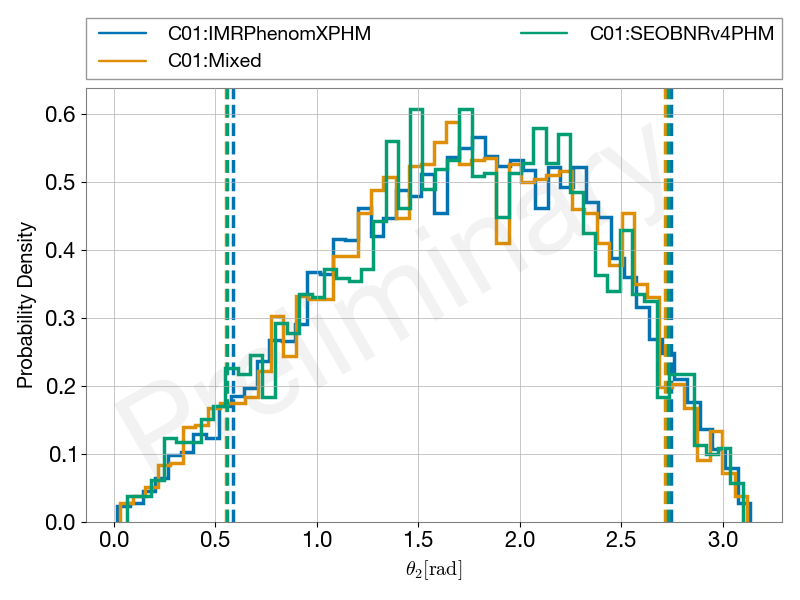 C01:IMRPhenomXPHM
C01:SEOBNRv4PHM
C01:Mixed
Preliminary
Probability Density
0.6
0.5
0.4
0.3
0.2
0.1
0.0
0.0 0.5 1.0 1.5 2.0 2.5 3.0
θ₂[rad]